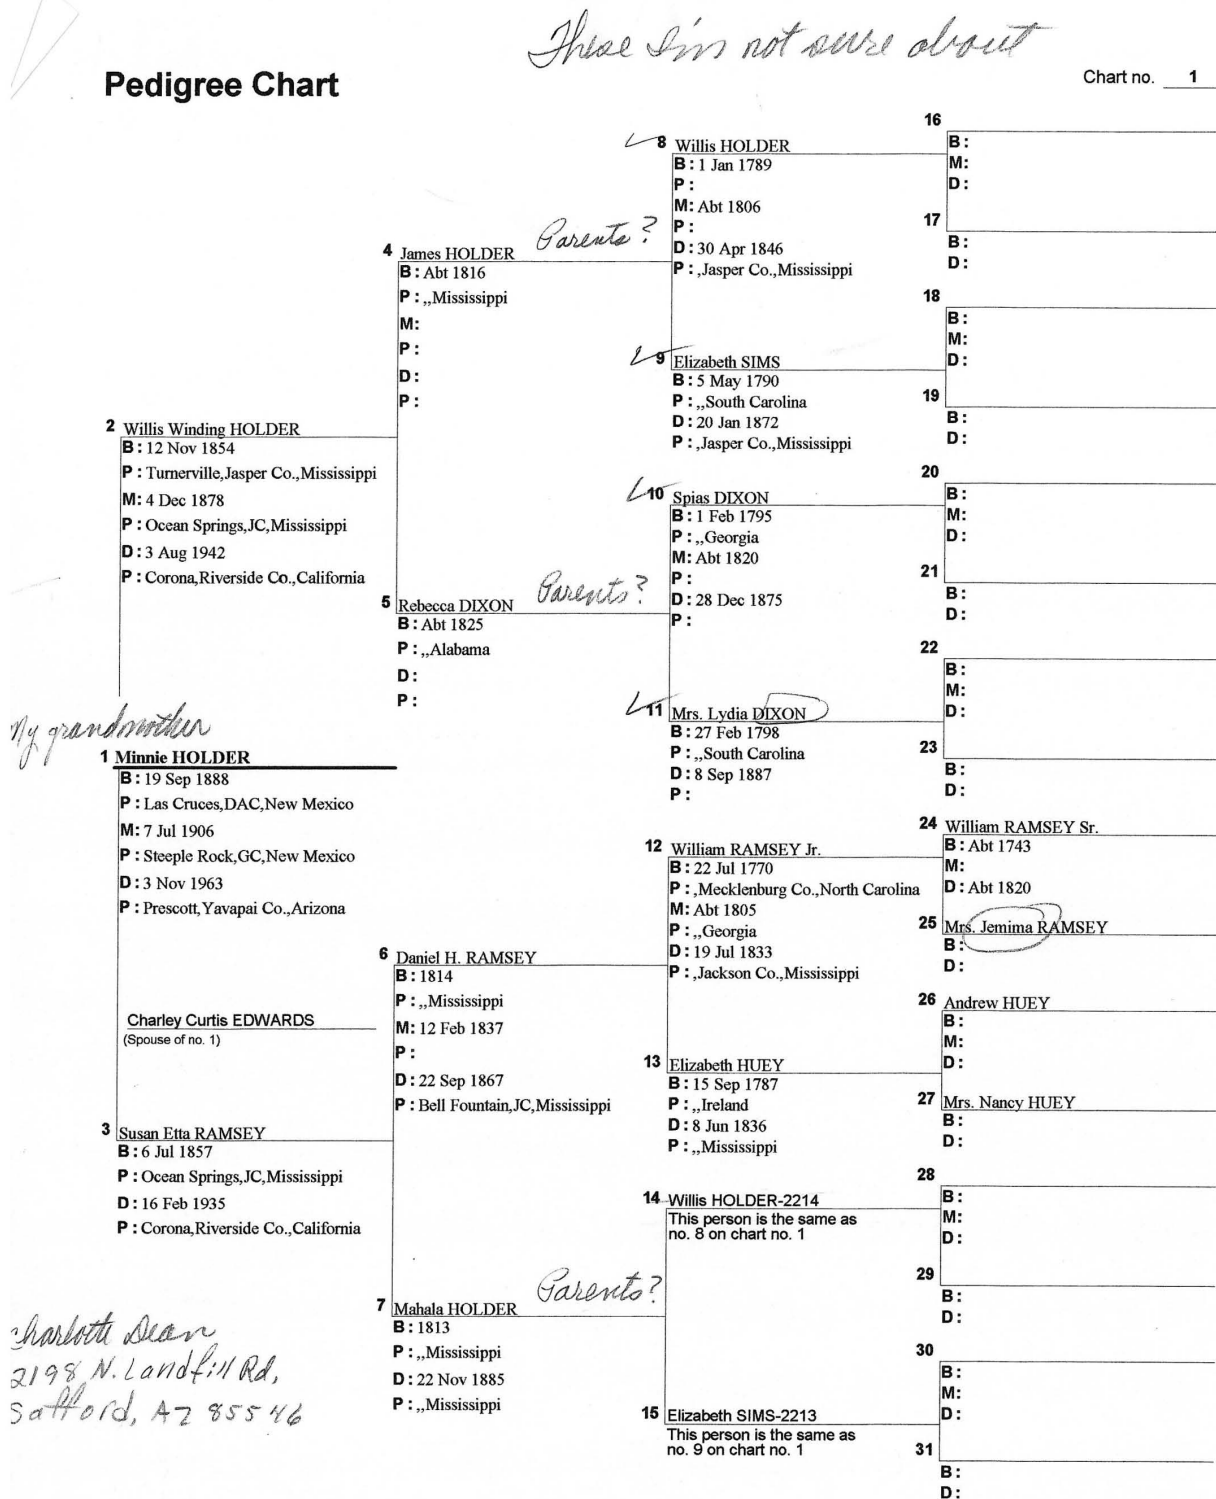 These I'm not sure about
Pedigree Chart
Chart no. 1
2 Willis Winding HOLDER
B: 12 Nov 1854
P: Turnerville,Jasper Co.,Mississippi
M: 4 Dec 1878
P: Ocean Springs,JC,Mississippi
D: 3 Aug 1942
P: Corona,Riverside Co.,California
My grandmother
1 Minnie HOLDER
B: 19 Sep 1888
P: Las Cruces,DAC,New Mexico
M: 7 Jul 1906
P: Steeple Rock,GC,New Mexico
D: 3 Nov 1963
P: Prescott,Yavapai Co.,Arizona
Charley Curtis EDWARDS
(Spouse of no. 1)
3 Susan Etta RAMSEY
B: 6 Jul 1857
P: Ocean Springs,JC,Mississippi
D: 16 Feb 1935
P: Corona,Riverside Co.,California
Charlotte Dean
2198 N. Landfill Rd,
Safford, AZ 85546
4 James HOLDER
Parents?
B: Abt 1816
P: ,,Mississippi
M:
P:
D:
P:
5 Rebecca DIXON
Parents?
B: Abt 1825
P: ,,Alabama
D:
P:
6 Daniel H. RAMSEY
B: 1814
P: ,,Mississippi
M: 12 Feb 1837
P:
D: 22 Sep 1867
P: Bell Fountain,JC,Mississippi
7 Mahala HOLDER
Parents?
B: 1813
P: ,,Mississippi
D: 22 Nov 1885
P: ,,Mississippi
8 Willis HOLDER
B: 1 Jan 1789
P:
M: Abt 1806
P:
D: 30 Apr 1846
P: ,Jasper Co.,Mississippi
9 Elizabeth SIMS
B: 5 May 1790
P: ,,South Carolina
D: 20 Jan 1872
P: ,Jasper Co.,Mississippi
10 Spias DIXON
B: 1 Feb 1795
P: ,,Georgia
M: Abt 1820
P:
D: 28 Dec 1875
P:
11 Mrs. Lydia DIXON
B: 27 Feb 1798
P: ,,South Carolina
D: 8 Sep 1887
P:
12 William RAMSEY Jr.
B: 22 Jul 1770
P: ,Mecklenburg Co.,North Carolina
M: Abt 1805
P: ,,Georgia
D: 19 Jul 1833
P: ,Jackson Co.,Mississippi
13 Elizabeth HUEY
B: 15 Sep 1787
P: ,,Ireland
D: 8 Jun 1836
P: ,,Mississippi
14 Willis HOLDER-2214
This person is the same as
no. 8 on chart no. 1
15 Elizabeth SIMS-2213
This person is the same as
no. 9 on chart no. 1
16
B:
M:
D:
17
B:
D:
18
B:
M:
D:
19
B:
D:
20
B:
M:
D:
21
B:
D:
22
B:
M:
D:
23
B:
D:
24 William RAMSEY Sr.
B: Abt 1743
M:
D: Abt 1820
25 Mrs. Jemima RAMSEY
B:
D:
26 Andrew HUEY
B:
M:
D:
27 Mrs. Nancy HUEY
B:
D:
28
B:
M:
D:
29
B:
D:
30
B:
M:
D:
31
B:
D: